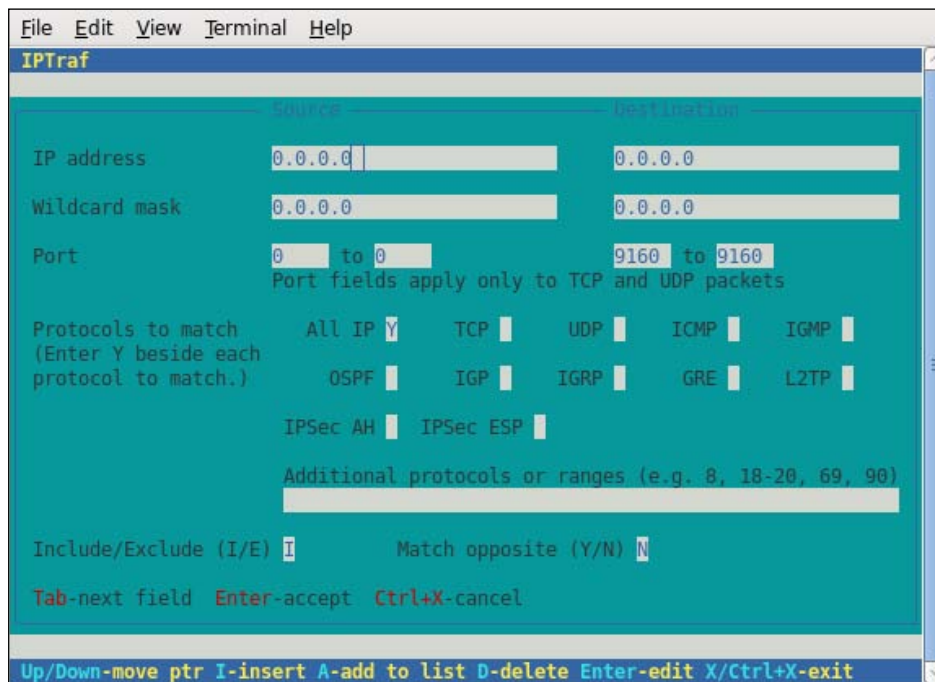 File Edit View Terminal Help
IPTraf
Source Destination
IP address 0.0.0.0 0.0.0.0
Wildcard mask 0.0.0.0 0.0.0.0
Port 0 to 0 9160 to 9160
Port fields apply only to TCP and UDP packets
Protocols to match All IP Y TCP UDP ICMP IGMP
(Enter Y beside each
protocol to match.) OSPF IGP IGRP GRE L2TP
IPSec AH IPSec ESP
Additional protocols or ranges (e.g. 8, 18-20, 69, 90)
Include/Exclude (I/E) I Match opposite (Y/N) N
Tab-next field Enter-accept Ctrl+X-cancel
Up/Down-move ptr I-insert A-add to list D-delete Enter-edit X/Ctrl+X-exit